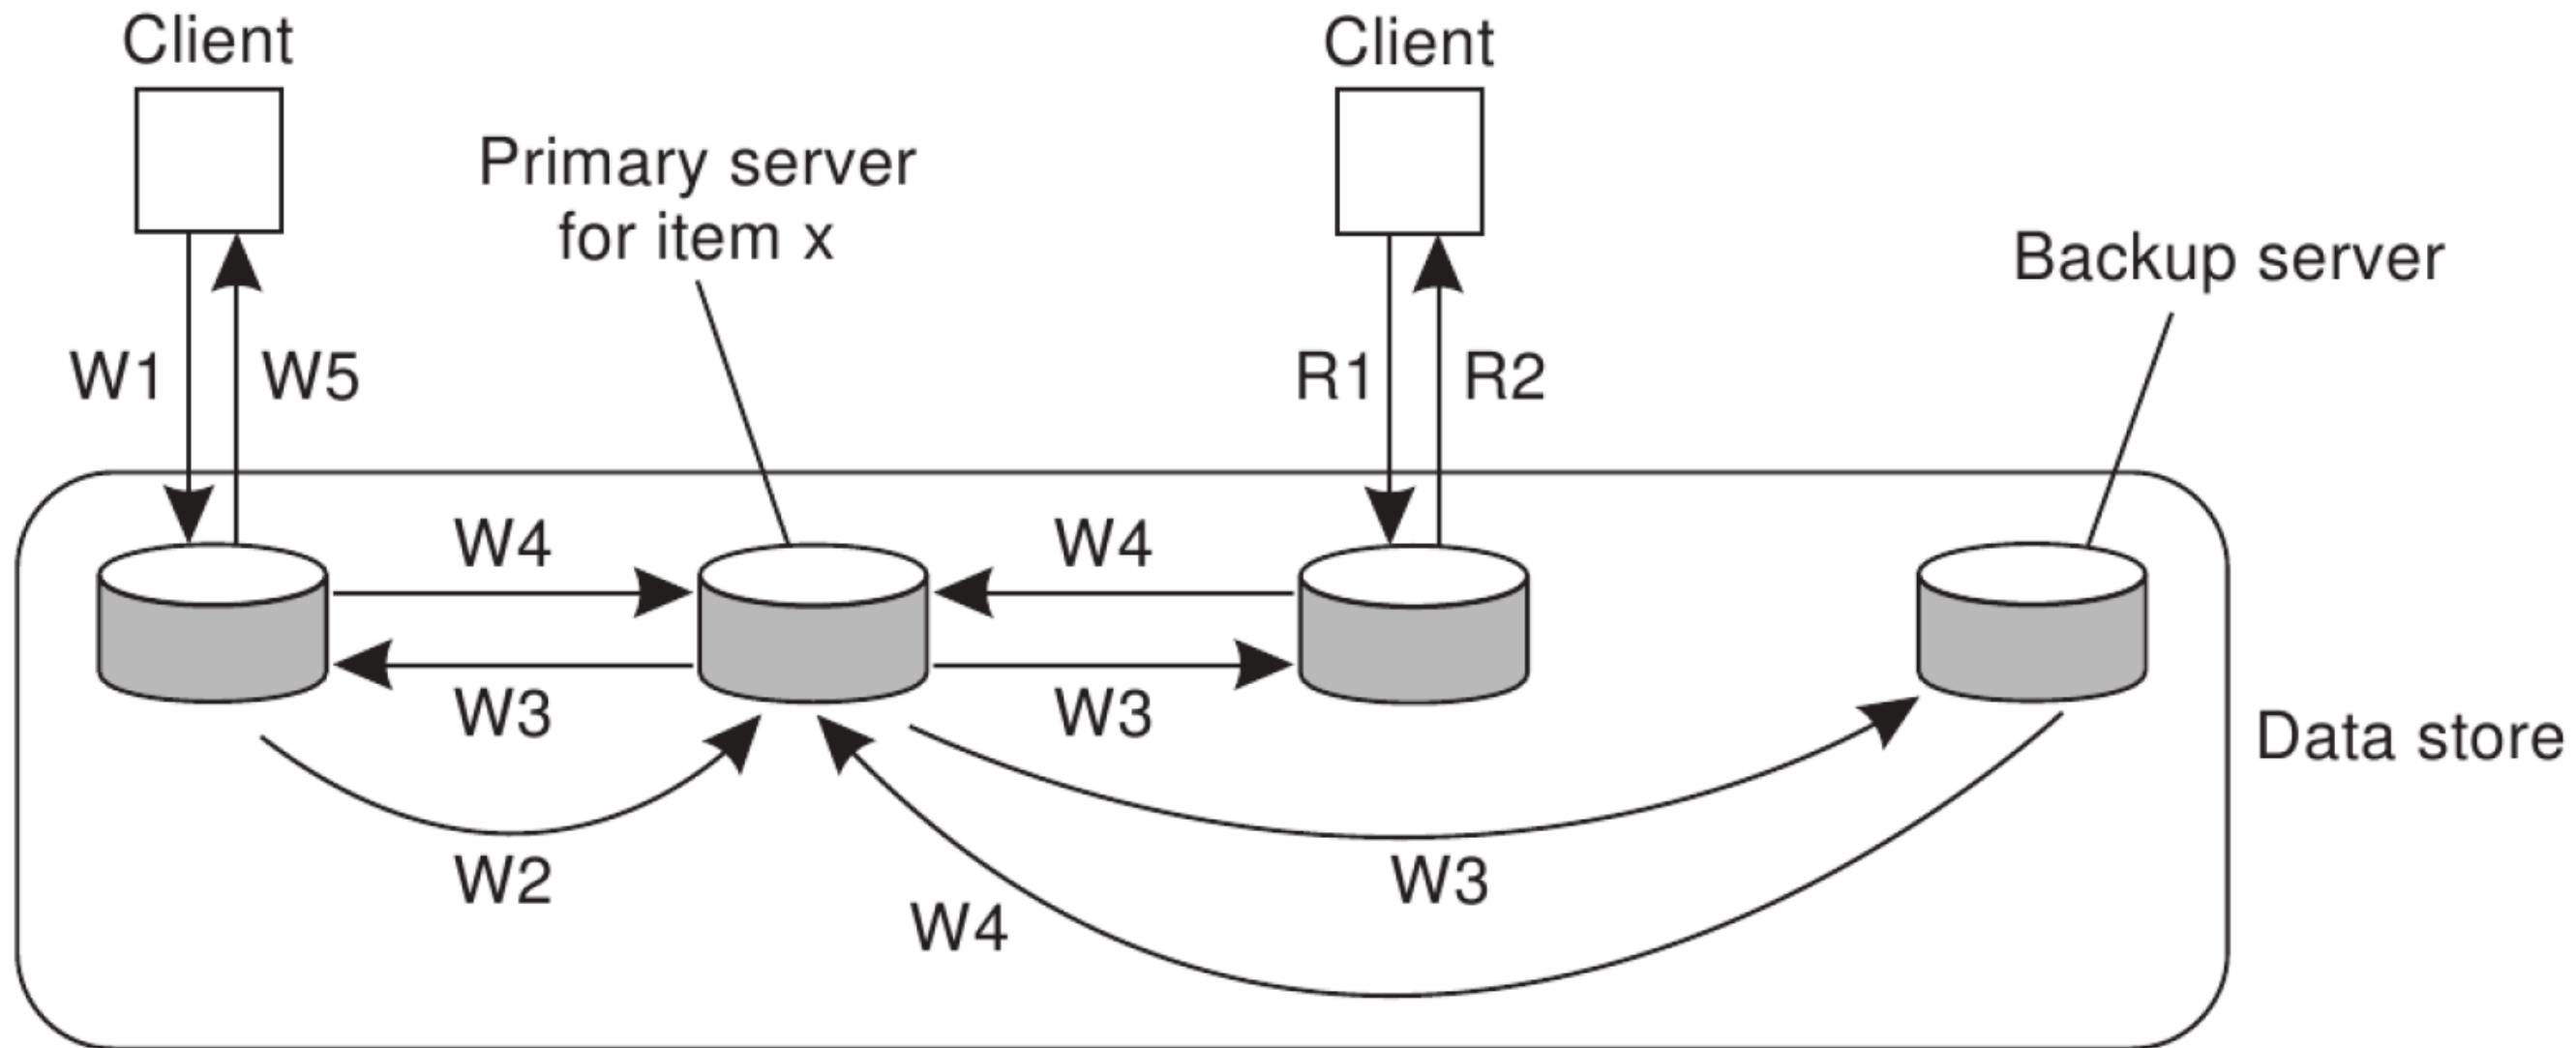 Client
Client
Primary server
for item x
Backup server
W1
W5
R1
R2
W4
W4
W3
W3
Data store
W2
W3
W4